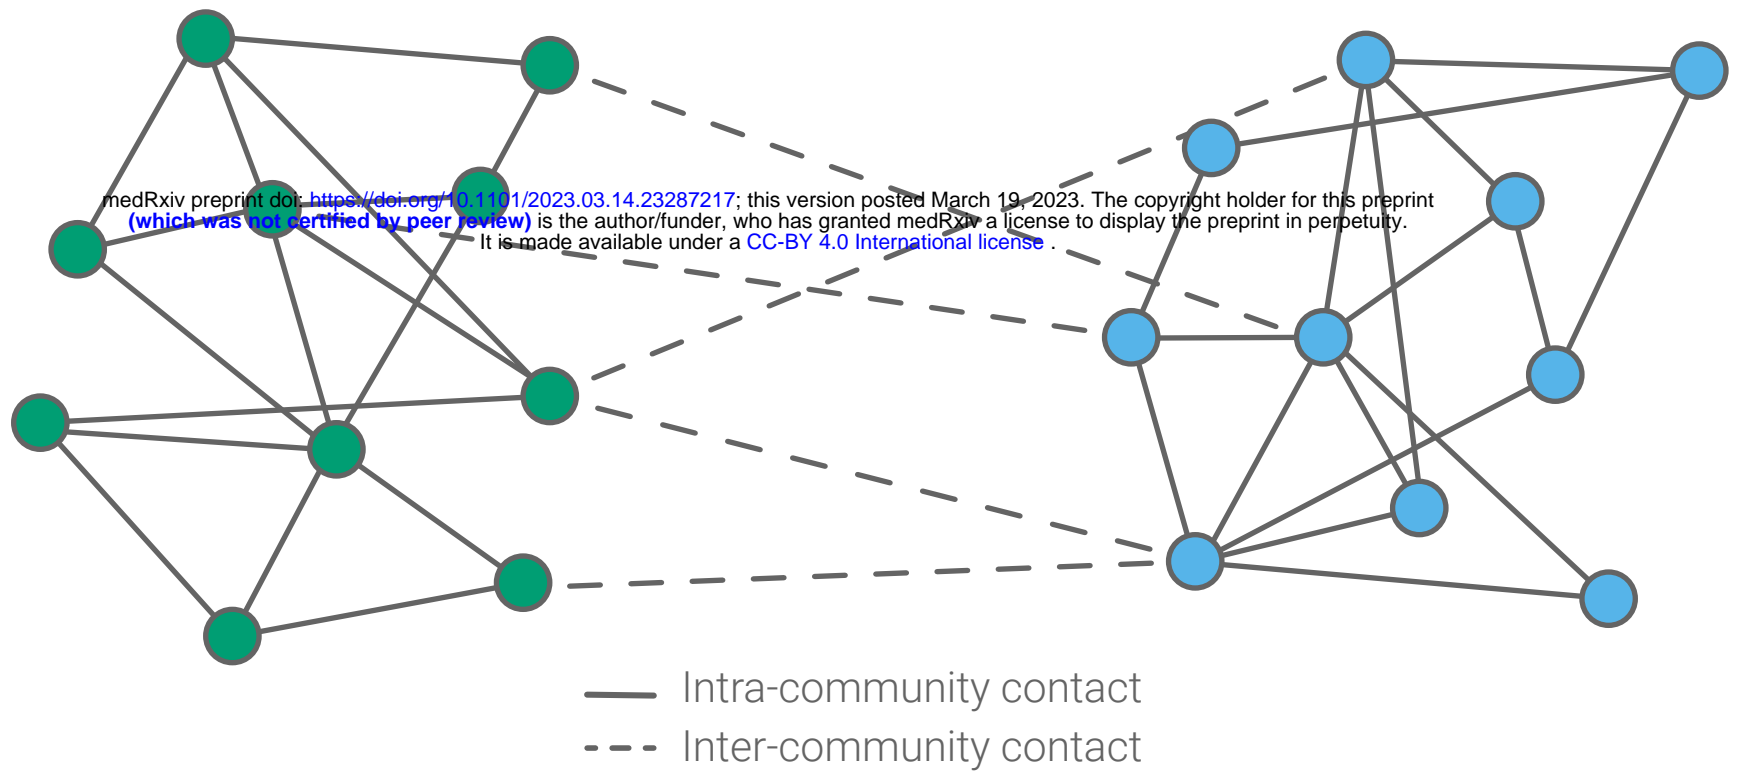 medRxiv preprint doi: https://doi.org/10.1101/2023.03.14.23287217; this version posted March 19, 2023. The copyright holder for this preprint
(which was not certified by peer review) is the author/funder, who has granted medRxiv a license to display the preprint in perpetuity.
It is made available under a CC-BY 4.0 International license .
Intra-community contact
Inter-community contact